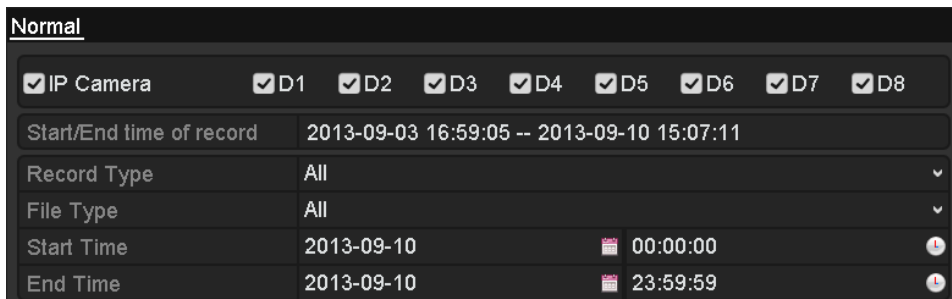 Normal
IP Camera D1 D2 D3 D4 D5 D6 D7 D8
Start/End time of record 2013-09-03 16:59:05 -- 2013-09-10 15:07:11
Record Type All
File Type All
Start Time 2013-09-10 00:00:00
End Time 2013-09-10 23:59:59